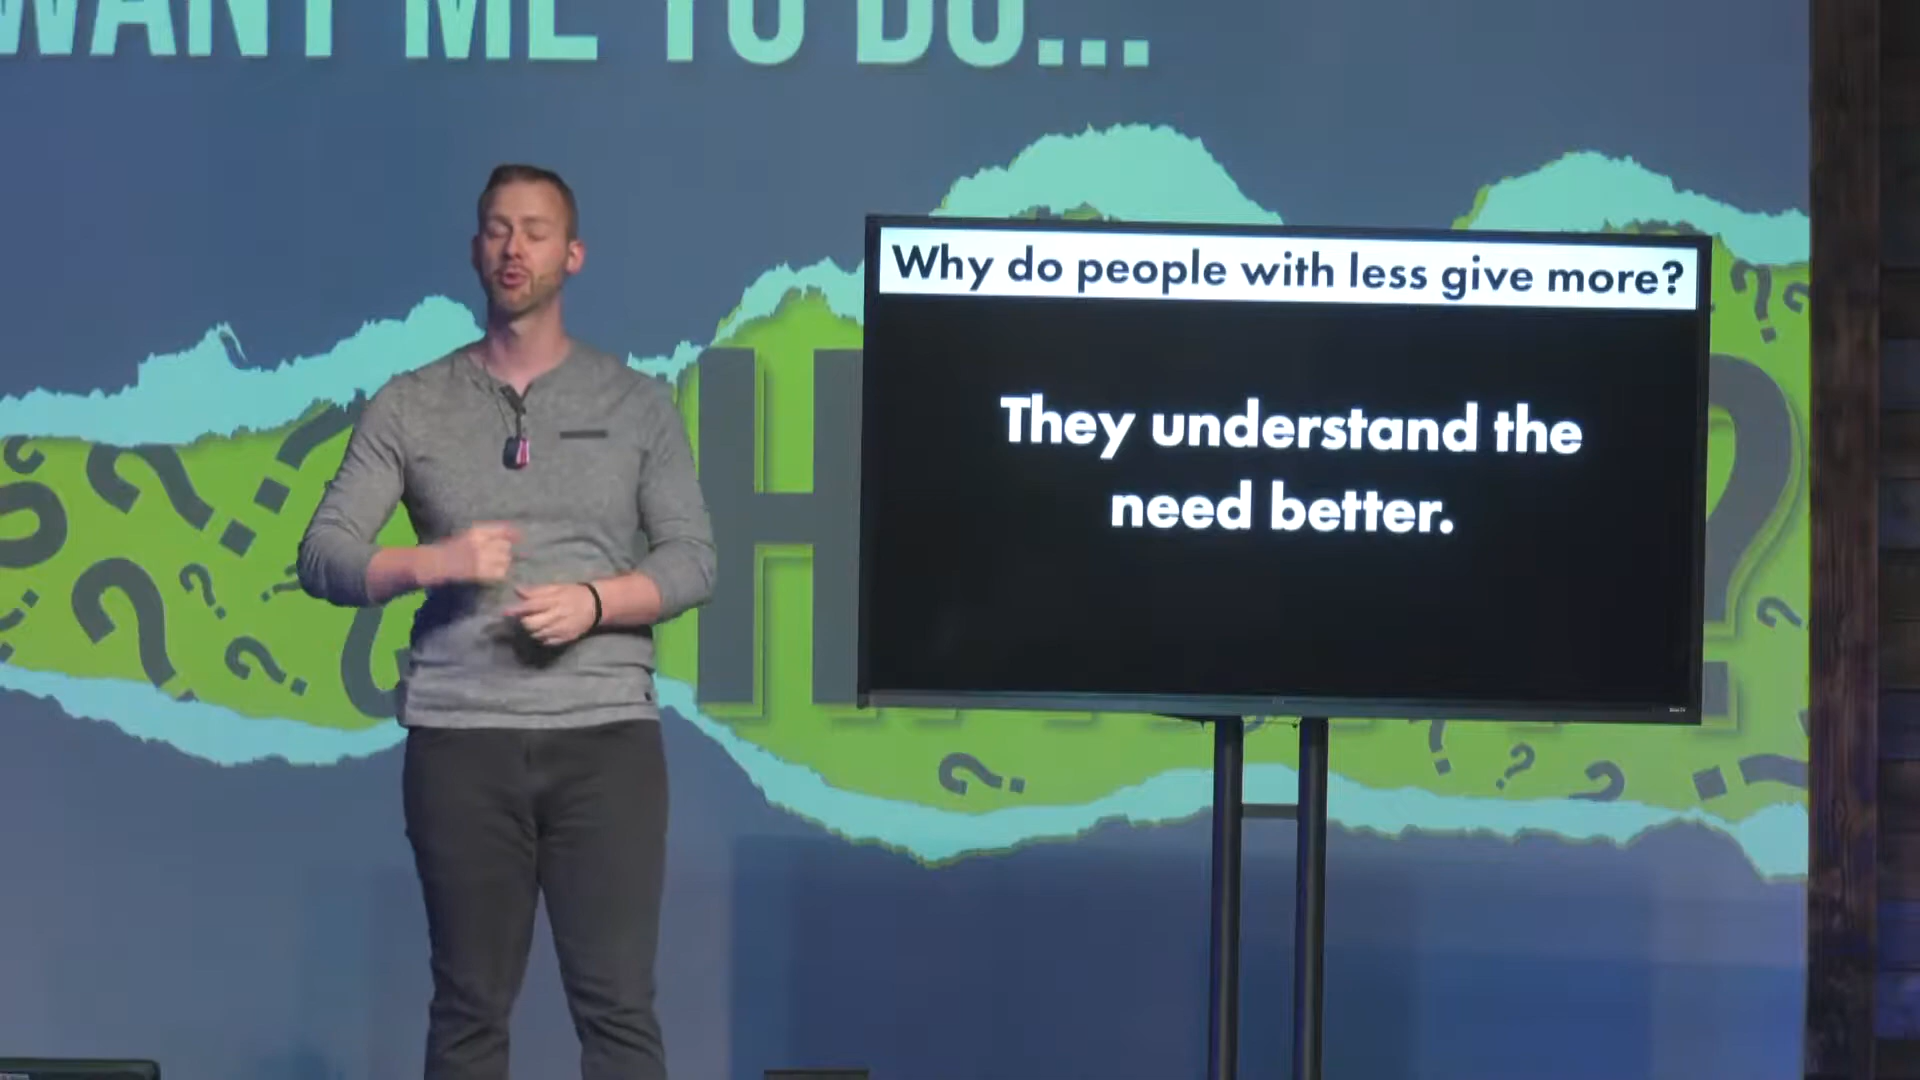 WANT ME TO DO...
Why do people with less give more?
They understand the
need better.
H
?